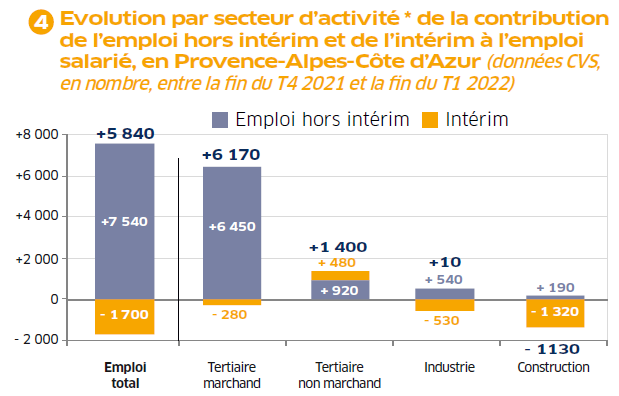 4 Evolution par secteur d'activité * de la contribution
de l'emploi hors intérim et de l'intérim à l'emploi
salarié, en Provence-Alpes-Côte d'Azur (données CVS,
en nombre, entre la fin du T4 2021 et la fin du T1 2022)
Emploi hors intérim Intérim
+8 000
+6 000
+4 000
+2 000
0
- 2 000
+5 840
+7 540
- 1 700
+6 170
+6 450
- 280
+1 400
+ 480
+ 920
+10
+ 540
- 530
+ 190
- 1 320
- 1130
Emploi
total
Tertiaire
marchand
Tertiaire
non marchand
Industrie
Construction